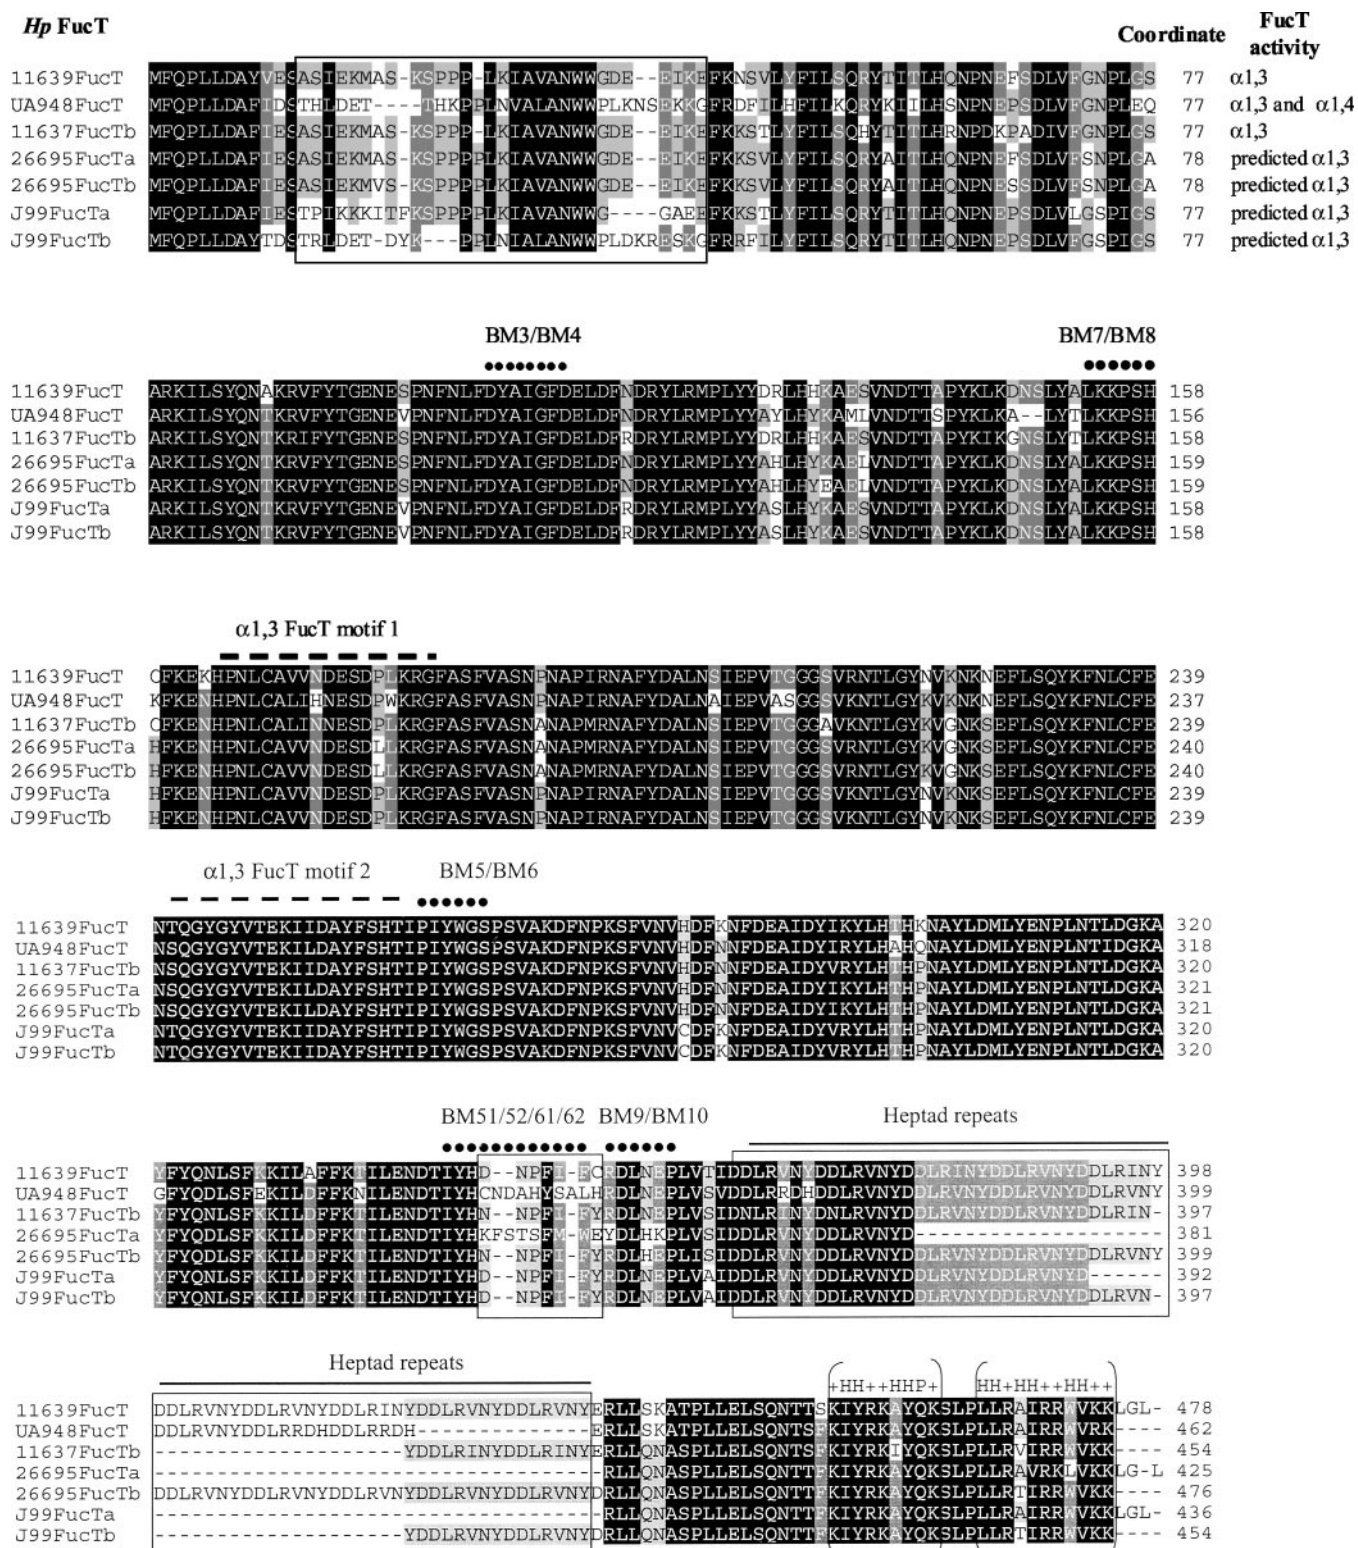 Hp FucT Coordinate FucT activity
11639FucT MFQPLLDAYVESASIEKMAS-KSPPP-LKIAVANWWGDE--EIKEFKNSVLYFILSQRYTITLHQNPNEFSDLVFGNPLGS 77 α1,3
UA948FucT MFQPLLDAFIDSTHLDET----THKPPLNVALANWWPLKNSEKKGFRDFILHFILKQRYKIILHSNPNEPSDLVFGNPLEQ 77 α1,3 and α1,4
11637FucTb MFQPLLDAFIESASIEKMAS-KSPPP-LKIAVANWWGDE--EIKEFKKSTLYFILSQHYTITLHRNPDKPADIVFGNPLGS 77 α1,3
26695FucTa MFQPLLDAFIESASIEKMAS-KSPPPPLKIAVANWWGDE--EIKEFKKSVLYFILSQRYAITLHQNPNEFSDLVFSNPLGA 78 predicted α1,3
26695FucTb MFQPLLDAFIESASIEKMVS-KSPPPPLKIAVANWWGDE--EIKEFKKSVLYFILSQRYAITLHQNPNESSDLVFSNPLGA 78 predicted α1,3
J99FucTa MFQPLLDAFIESTPIKKKITFKSPPPPLKIAVANWWG----GAEEFKKSTLYFILSQRYTITLHQNPNEPSDLVLGSPIGS 77 predicted α1,3
J99FucTb MFQPLLDAYTDSTRLDET-DYK---PPLNIALANWWPLDKRESKGFRRFILYFILSQRYTITLHQNPNEPSDLVFGSPIGS 77 predicted α1,3
BM3/BM4 BM7/BM8
11639FucT ARKILSYQNAKRVFYTGENESPNFNLFDYAIGFDELDFNDRYLRMPLYYDRLHHKAESVNDTTAPYKLKDNSLYALKKPSH 158
UA948FucT ARKILSYQNTKRVFYTGENEVPNFNLFDYAIGFDELDFNDRYLRMPLYYAYLHYKAMLVNDTTSPYKLKA--LYTLKKPSH 156
11637FucTb ARKILSYQNTKRIFYTGENESPNFNLFDYAIGFDELDFRDRYLRMPLYYDRLHHKAESVNDTTAPYKIKGNSLYTLKKPSH 158
26695FucTa ARKILSYQNTKRVFYTGENESPNFNLFDYAIGFDELDFNDRYLRMPLYYAHLHYKAELVNDTTAPYKLKDNSLYALKKPSH 159
26695FucTb ARKILSYQNTKRVFYTGENESPNFNLFDYAIGFDELDFNDRYLRMPLYYAHLHYEAELVNDTTAPYKLKDNSLYALKKPSH 159
J99FucTa ARKILSYQNTKRVFYTGENEVPNFNLFDYAIGFDELDFRDRYLRMPLYYASLHYKAESVNDTTAPYKLKDNSLYALKKPSH 158
J99FucTb ARKILSYQNTKRVFYTGENEVPNFNLFDYAIGFDELDFRDRYLRMPLYYASLHYKAESVNDTTAPYKLKDNSLYALKKPSH 158
α1,3 FucT motif 1
11639FucT CFKEKHPNLCAVVNDESDPLKRGFASFVASNPNAPIRNAFYDALNSIEPVTGGGSVRNTLGYNVKNKNEFLSQYKFNLCFE 239
UA948FucT KFKENHPNLCALIHNESDPWKRGFASFVASNPNAPIRNAFYDALNAIEPVASGGSVKNTLGYKVKNKNEFLSQYKFNLCFE 237
11637FucTb CFKENHPNLCALINNESDPLKRGFASFVASNANAPMRNAFYDALNSIEPVTGGGAVKNTLGYKVGNKSEFLSQYKFNLCFE 239
26695FucTa HFKENHPNLCAVVNDESDLLKRGFASFVASNANAPMRNAFYDALNSIEPVTGGGSVRNTLGYKVGNKSEFLSQYKFNLCFE 240
26695FucTb HFKENHPNLCAVVNDESDLLKRGFASFVASNANAPMRNAFYDALNSIEPVTGGGSVRNTLGYKVGNKSEFLSQYKFNLCFE 240
J99FucTa HFKENHPNLCAVVNDESDPLKRGFASFVASNPNAPIRNAFYDALNSIEPVTGGGSVKNTLGYNVKNKSEFLSQYKFNLCFE 239
J99FucTb HFKENHPNLCAVVNDESDPLKRGFASFVASNPNAPIRNAFYDALNSIEPVTGGGSVKNTLGYNVKNKSEFLSQYKFNLCFE 239
α1,3 FucT motif 2 BM5/BM6
11639FucT NTQGYGYVTEKIIDAYFSHTIPIYWGSPSVAKDFNPKSFVNVHDFKNFDEAIDYIKYLHTHKNAYLDMLYENPLNTLDGKA 320
UA948FucT NSQGYGYVTEKIIDAYFSHTIPIYWGSPSVAKDFNPKSFVNVHDFNNFDEAIDYIRYLHAHQNAYLDMLYENPLNTIDGKA 318
11637FucTb NSQGYGYVTEKIIDAYFSHTIPIYWGSPSVAKDFNPKSFVNVHDFNNFDEAIDYVRYLHTHPNAYLDMLYENPLNTLDGKA 320
26695FucTa NSQGYGYVTEKIIDAYFSHTIPIYWGSPSVAKDFNPKSFVNVHDFNNFDEAIDYIKYLHTHPNAYLDMLYENPLNTLDGKA 321
26695FucTb NSQGYGYVTEKIIDAYFSHTIPIYWGSPSVAKDFNPKSFVNVHDFNNFDEAIDYIKYLHTHPNAYLDMLYENPLNTLDGKA 321
J99FucTa NTQGYGYVTEKIIDAYFSHTIPIYWGSPSVAKDFNPKSFVNVCDFKNFDEAIDYVRYLHTHPNAYLDMLYENPLNTLDGKA 320
J99FucTb NTQGYGYVTEKIIDAYFSHTIPIYWGSPSVAKDFNPKSFVNVCDFKNFDEAIDYVRYLHTHPNAYLDMLYENPLNTLDGKA 320
BM51/52/61/62 BM9/BM10 Heptad repeats
11639FucT YFYQNLSFKKILAFFKTILENDTIYHD--NPFI-FCRDLNEPLVTIDDLRVNYDDLRVNYDDLRINYDDLRVNYDDLRINY 398
UA948FucT GFYQDLSFEKILDFFKNILENDTIYHCNDAHYSALHRDLNEPLVSVDDLRRDHDDLRVNYDDLRVNYDDLRVNYDDLRVNY 399
11637FucTb YFYQNLSFKKILDFFKTILENDTIYHN--NPFI-FYRDLNEPLVSIDNLRINYDNLRVNYDDLRVNYDDLRVNYDDLRIN- 397
26695FucTa YFYQNLSFKKILDFFKTILENDTIYHKFSTSFM-WEYDLHKPLVSIDDLRVNYDDLRVNYD-------------------- 381
26695FucTb YFYQDLSFKKILDFFKTILENDTIYHN--NPFI-FYRDLHEPLISIDDLRVNYDDLRVNYDDLRVNYDDLRVNYDDLRVNY 399
J99FucTa YFYQNLSFKKILDFFKTILENDTIYHD--NPFI-FYRDLNEPLVAIDDLRVNYDDLRVNYDDLRVNYDDLRVNYD------ 392
J99FucTb YFYQNLSFKKILDFFKTILENDTIYHD--NPFI-FYRDLNEPLVAIDDLRVNYDDLRVNYDDLRVNYDDLRVNYDDLRVN- 397
Heptad repeats +HH++HHP+ HH+HH++HH++
11639FucT DDLRVNYDDLRVNYDDLRINYDDLRVNYDDLRVNYERLLSKATPLLELSQNTTSKIYRKAYQKSLPLLRAIRRWVKKLGL- 478
UA948FucT DDLRVNYDDLRRDHDDLRRDH--------------ERLLSKATPLLELSQNTSFKIYRKAYQKSLPLLRAIRRWVKK---- 462
11637FucTb --------------------YDDLRINYDDLRINYERLLQNASPLLELSQNTTFKIYRKIYQKSLPLLRVIRRWVKK---- 454
26695FucTa ------------------------------------RLLQNASPLLELSQNTTFKIYRKAYQKSLPLLRAVRKLVKKLG-L 425
26695FucTb DDLRVNYDDLRVNYDDLRVNYDDLRVNYDDLRVNYERLLQNASPLLELSQNTTFKIYRKAYQKSLPLLRTIRRWVKK---- 476
J99FucTa ------------------------------------RLLQNASPLLELSQNTTFKIYRKAYQKSLPLLRAIRRWVKKLGL- 436
J99FucTb --------------------YDDLRVNYDDLRVNYDRLLQNASPLLELSQNTTFKIYRKAYQKSLPLLRTIRRWVKK---- 454